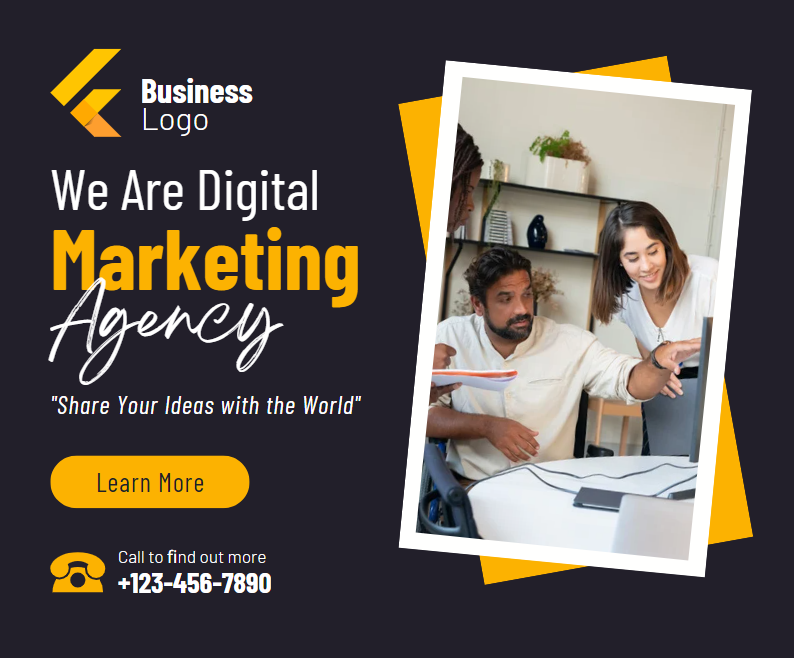 Business
Logo
We Are Digital
Marketing
Agency
"Share Your Ideas with the World"
Learn More
Call to find out more
+123-456-7890